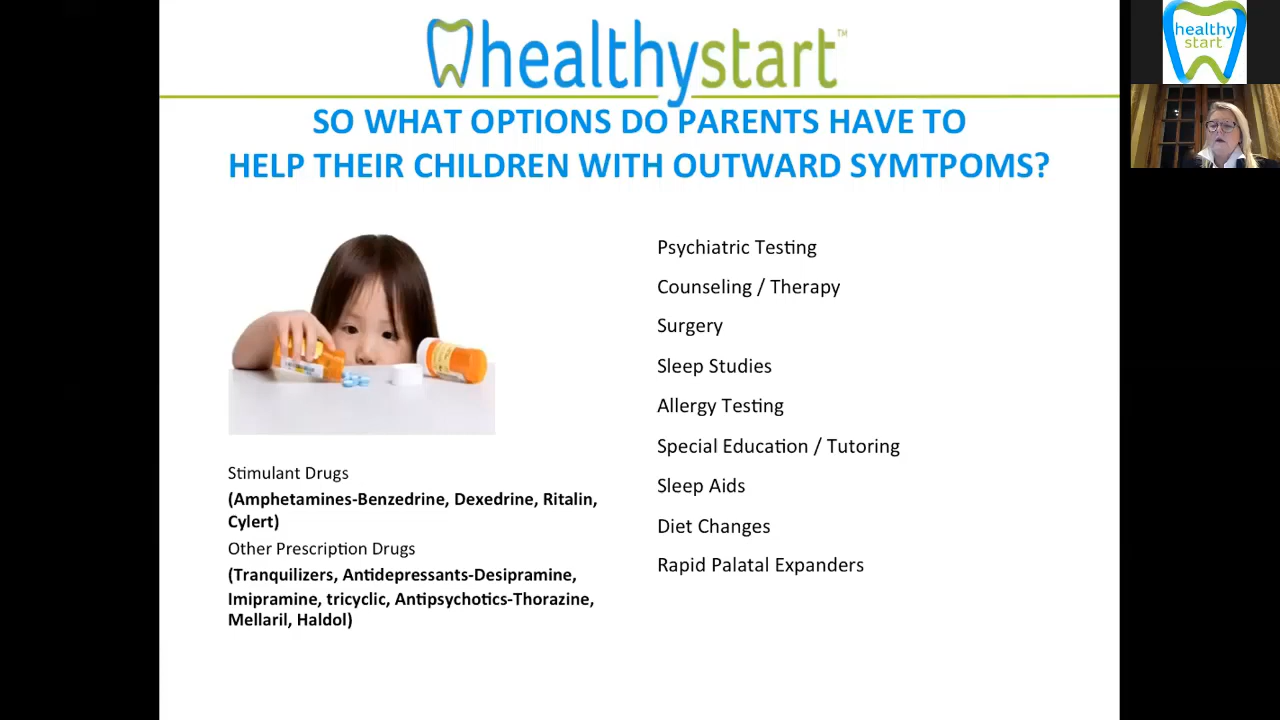 healthystart™
SO WHAT OPTIONS DO PARENTS HAVE TO
HELP THEIR CHILDREN WITH OUTWARD SYMTPOMS?
Stimulant Drugs
(Amphetamines-Benzedrine, Dexedrine, Ritalin,
Cylert)
Other Prescription Drugs
(Tranquilizers, Antidepressants-Desipramine,
Imipramine, tricyclic, Antipsychotics-Thorazine,
Mellaril, Haldol)
Psychiatric Testing
Counseling / Therapy
Surgery
Sleep Studies
Allergy Testing
Special Education / Tutoring
Sleep Aids
Diet Changes
Rapid Palatal Expanders
healthy
start